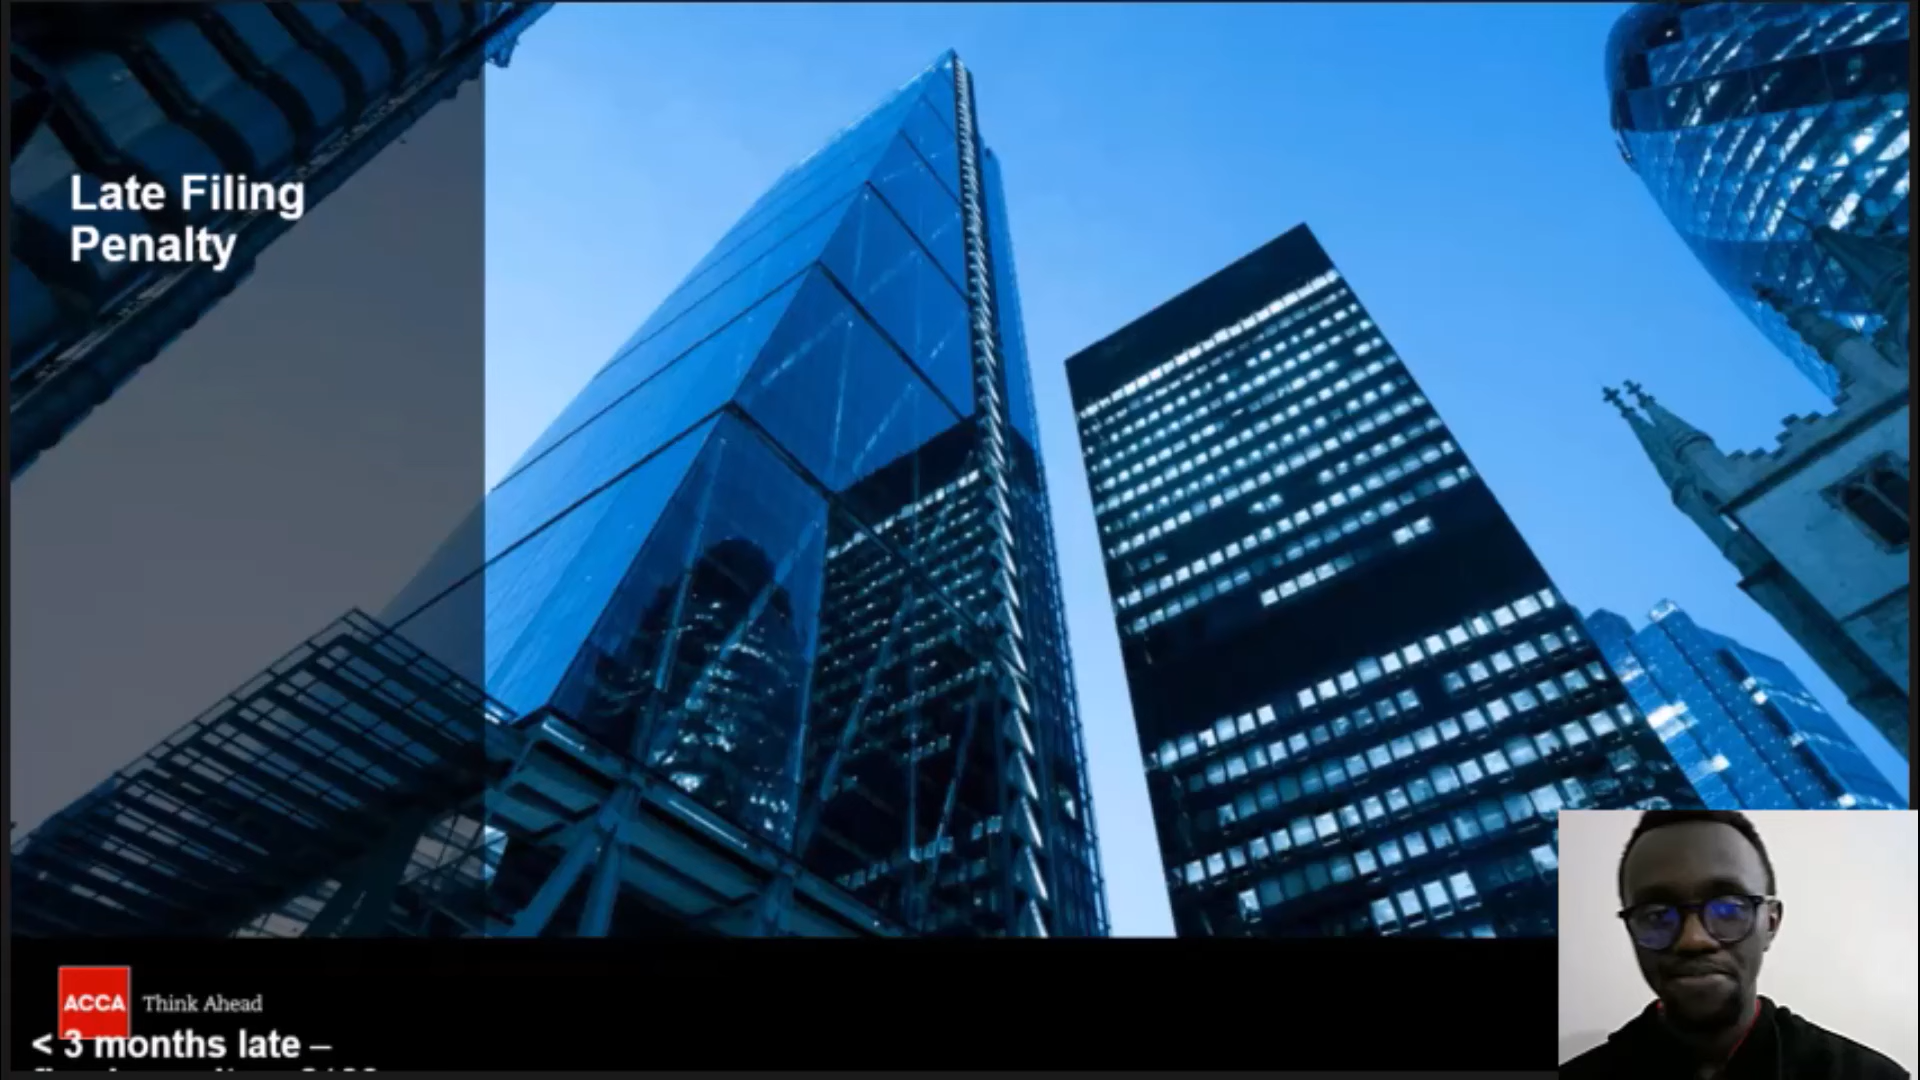 Late Filing
Penalty
ACCA Think Ahead
< 3 months late –